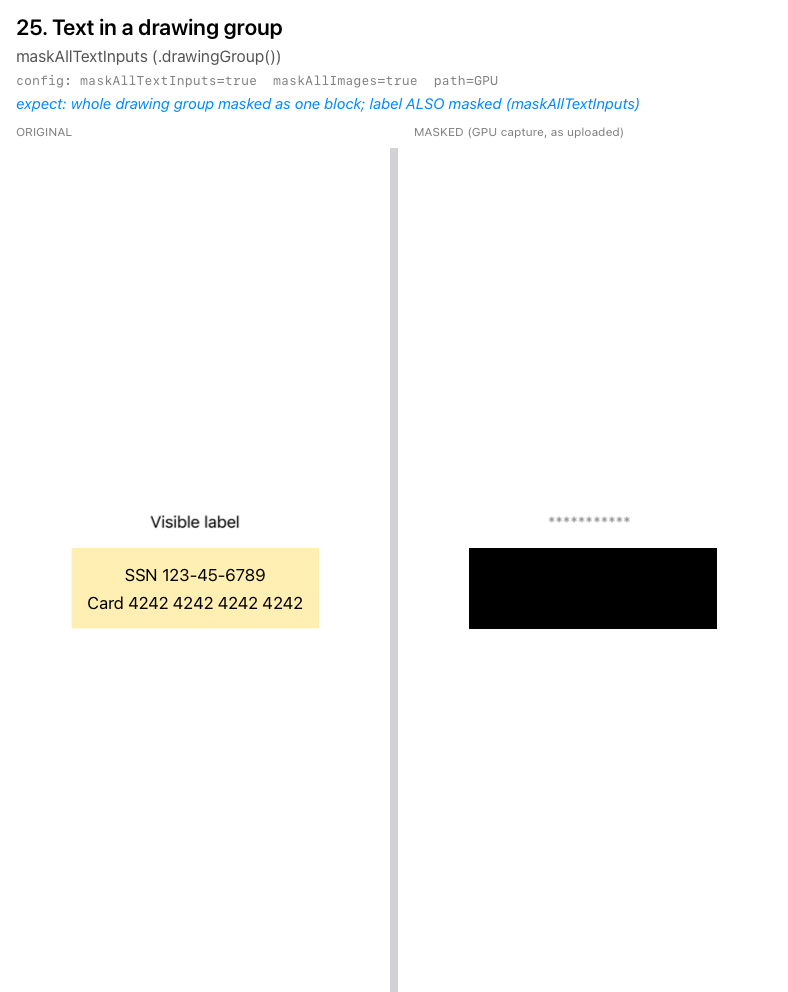 25. Text in a drawing group
maskAllTextInputs (.drawingGroup())
config: maskAllTextInputs=true  maskAllImages=true  path=GPU
expect: whole drawing group masked as one block; label ALSO masked (maskAllTextInputs)
ORIGINAL
MASKED (GPU capture, as uploaded)
Visible label
***********
SSN 123-45-6789
Card 4242 4242 4242 4242